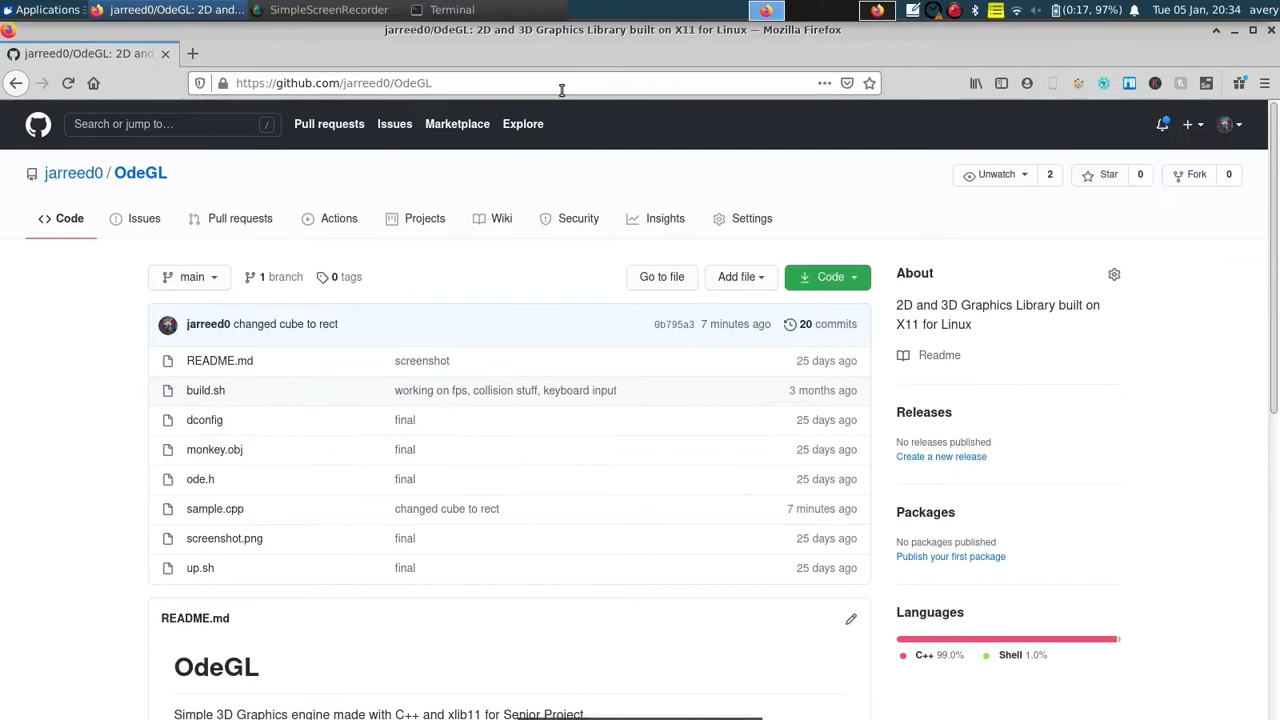 Applications
jarreed0/OdeGL: 2D and...
SimpleScreenRecorder
Terminal
(0:17, 97%)
Tue 05 Jan, 20:34
avery
jarreed0/OdeGL: 2D and 3D Graphics Library built on X11 for Linux — Mozilla Firefox
jarreed0/OdeGL: 2D and
https://github.com/jarreed0/OdeGL
Search or jump to…
/
Pull requests
Issues
Marketplace
Explore
jarreed0 / OdeGL
Unwatch
2
Star
0
Fork
0
Code
Issues
Pull requests
Actions
Projects
Wiki
Security
Insights
Settings
main
1 branch
0 tags
Go to file
Add file
Code
jarreed0 changed cube to rect
0b795a3 7 minutes ago
20 commits
README.md screenshot 25 days ago
build.sh working on fps, collision stuff, keyboard input 3 months ago
dconfig final 25 days ago
monkey.obj final 25 days ago
ode.h final 25 days ago
sample.cpp changed cube to rect 7 minutes ago
screenshot.png final 25 days ago
up.sh final 25 days ago
README.md
OdeGL
Simple 3D Graphics engine made with C++ and xlib11 for Senior Project
About
2D and 3D Graphics Library built on
X11 for Linux
Readme
Releases
No releases published
Create a new release
Packages
No packages published
Publish your first package
Languages
C++ 99.0%
Shell 1.0%